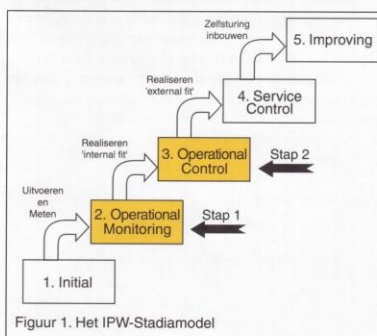 Zelfsturing
inbouwen
5. Improving
Realiseren
'external fit'
4. Service
Control
Realiseren
'internal fit'
3. Operational
Control
Stap 2
Uitvoeren
en
Meten
2. Operational
Monitoring
Stap 1
1. Initial
Figuur 1. Het IPW-Stadiamodel